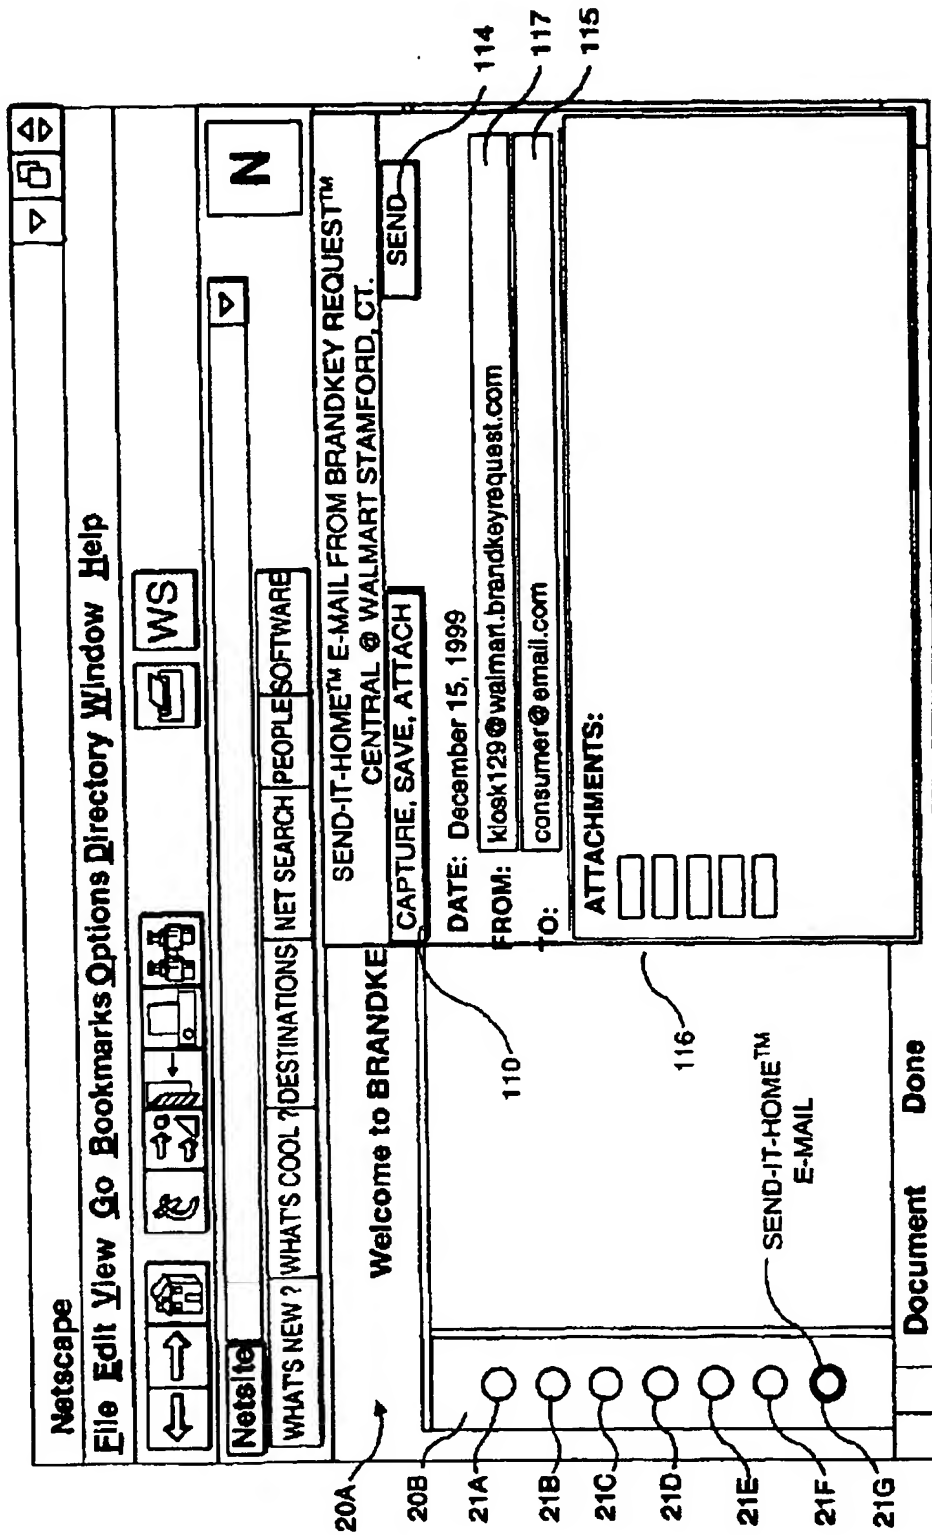 Netscape
File Edit View Go Bookmarks Options Directory Window Help
WS
Netsite
N
WHAT'S NEW ? WHAT'S COOL ? DESTINATIONS NET SEARCH PEOPLE SOFTWARE
20A
Welcome to BRANDKE
SEND-IT-HOME™ E-MAIL FROM BRANDKEY REQUEST™
CENTRAL @ WALMART STAMFORD, CT.
CAPTURE, SAVE, ATTACH
SEND
114
110
DATE: December 15, 1999
FROM: kiosk129@walmart.brandkeyrequest.com
117
TO: consumer@email.com
115
ATTACHMENTS:
116
20B
21A
21B
21C
21D
21E
21F
21G
SEND-IT-HOME™
E-MAIL
Document Done